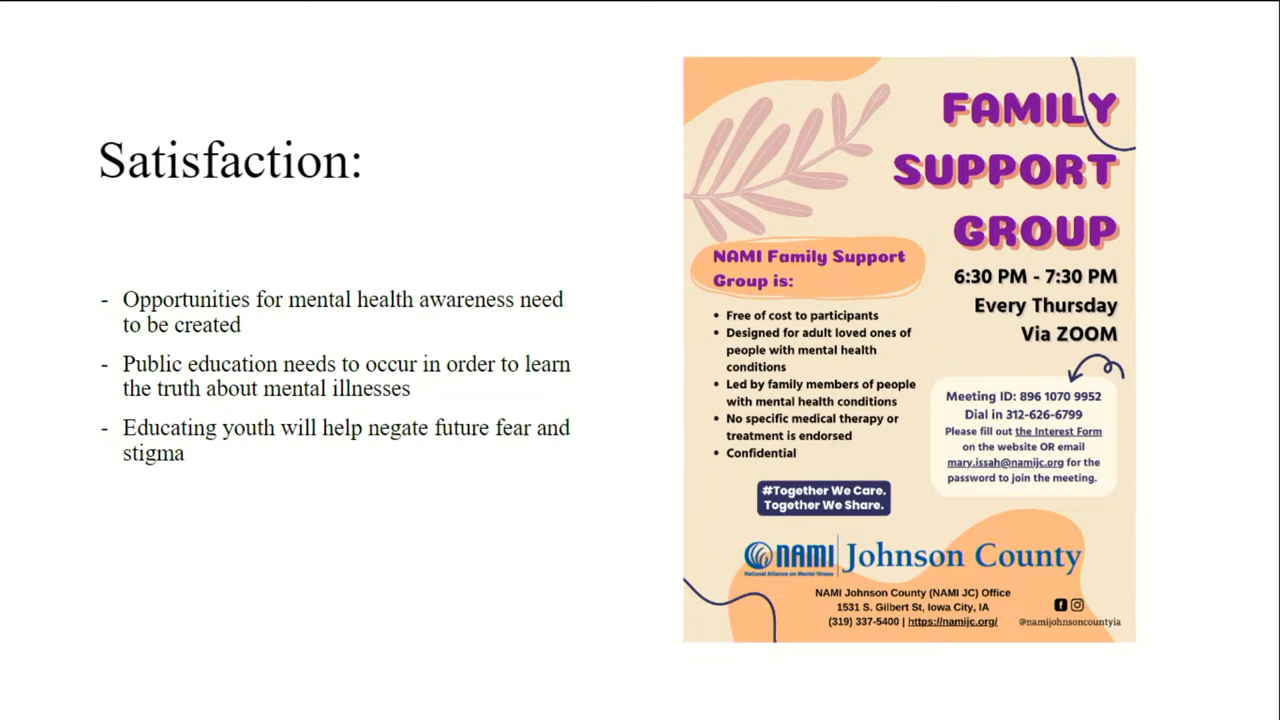 Satisfaction:
- Opportunities for mental health awareness need
to be created
- Public education needs to occur in order to learn
the truth about mental illnesses
- Educating youth will help negate future fear and
stigma
FAMILY
SUPPORT
GROUP
6:30 PM - 7:30 PM
Every Thursday
Via ZOOM
NAMI Family Support
Group is:
• Free of cost to participants
• Designed for adult loved ones of
people with mental health
conditions
• Led by family members of people
with mental health conditions
• No specific medical therapy or
treatment is endorsed
• Confidential
Meeting ID: 896 1070 9952
Dial in 312-626-6799
Please fill out the Interest Form
on the website OR email
mary.issah@namijc.org for the
password to join the meeting.
#Together We Care.
Together We Share.
NAMI Johnson County
National Alliance on Mental Illness
NAMI Johnson County (NAMI JC) Office
1531 S. Gilbert St, Iowa City, IA
(319) 337-5400 | https://namijc.org/
@namijohnsoncountyia